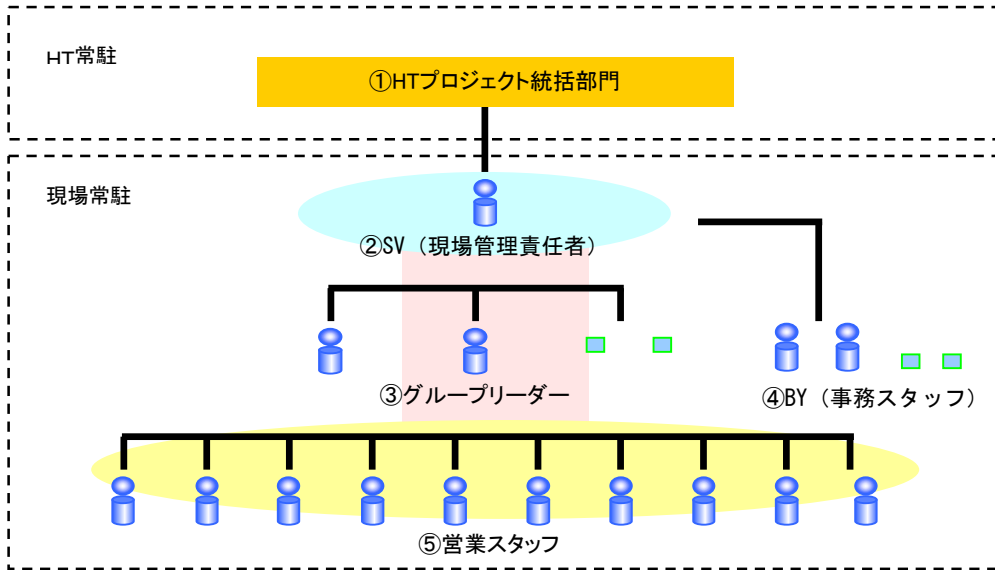 HT常駐
①HTプロジェクト統括部門
現場常駐
②SV（現場管理責任者）
③グループリーダー
④BY（事務スタッフ）
⑤営業スタッフ